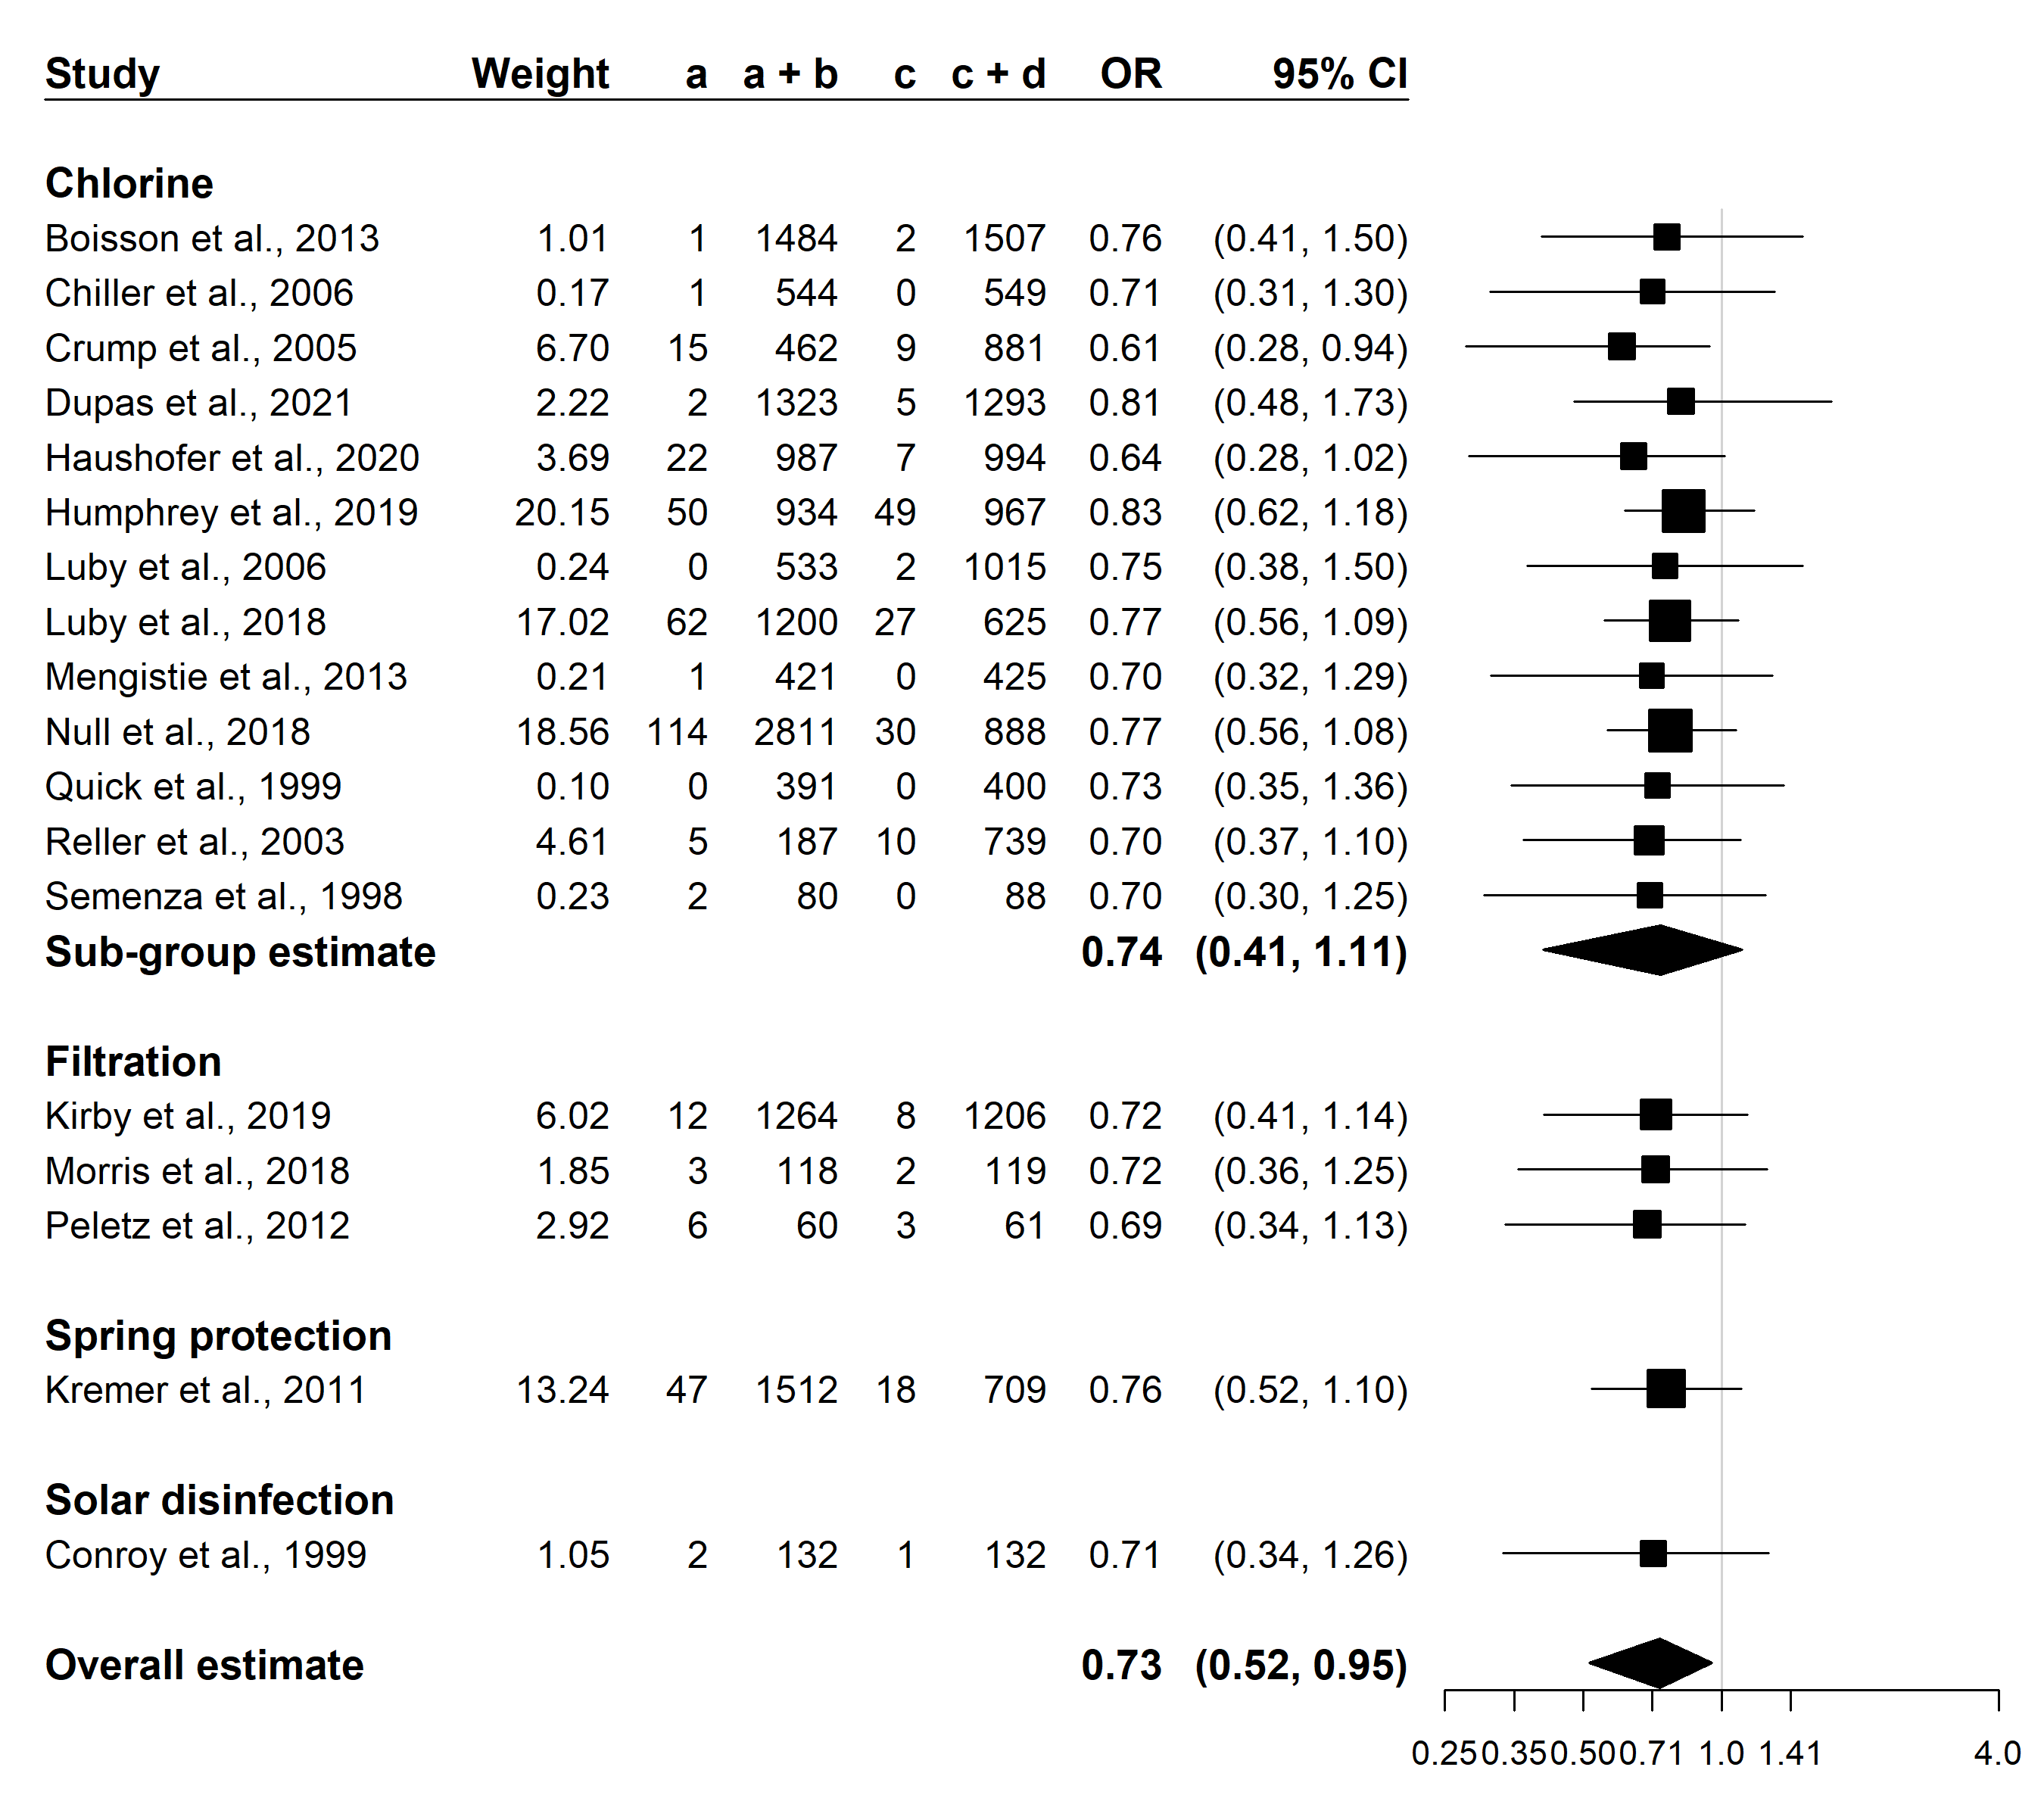 Study Weight a a + b c c + d OR 95% CI
Chlorine
Boisson et al., 2013 1.01 1 1484 2 1507 0.76 (0.41, 1.50)
Chiller et al., 2006 0.17 1 544 0 549 0.71 (0.31, 1.30)
Crump et al., 2005 6.70 15 462 9 881 0.61 (0.28, 0.94)
Dupas et al., 2021 2.22 2 1323 5 1293 0.81 (0.48, 1.73)
Haushofer et al., 2020 3.69 22 987 7 994 0.64 (0.28, 1.02)
Humphrey et al., 2019 20.15 50 934 49 967 0.83 (0.62, 1.18)
Luby et al., 2006 0.24 0 533 2 1015 0.75 (0.38, 1.50)
Luby et al., 2018 17.02 62 1200 27 625 0.77 (0.56, 1.09)
Mengistie et al., 2013 0.21 1 421 0 425 0.70 (0.32, 1.29)
Null et al., 2018 18.56 114 2811 30 888 0.77 (0.56, 1.08)
Quick et al., 1999 0.10 0 391 0 400 0.73 (0.35, 1.36)
Reller et al., 2003 4.61 5 187 10 739 0.70 (0.37, 1.10)
Semenza et al., 1998 0.23 2 80 0 88 0.70 (0.30, 1.25)
Sub-group estimate 0.74 (0.41, 1.11)
Filtration
Kirby et al., 2019 6.02 12 1264 8 1206 0.72 (0.41, 1.14)
Morris et al., 2018 1.85 3 118 2 119 0.72 (0.36, 1.25)
Peletz et al., 2012 2.92 6 60 3 61 0.69 (0.34, 1.13)
Spring protection
Kremer et al., 2011 13.24 47 1512 18 709 0.76 (0.52, 1.10)
Solar disinfection
Conroy et al., 1999 1.05 2 132 1 132 0.71 (0.34, 1.26)
Overall estimate 0.73 (0.52, 0.95)
0.25 0.35 0.50 0.71 1.0 1.41 4.0